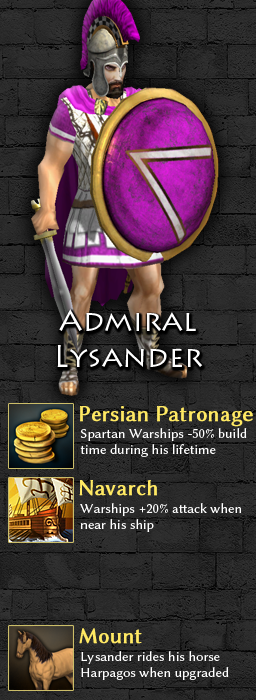 Admiral
Lysander
Persian Patronage
Spartan Warships -50% build
time during his lifetime
Navarch
Warships +20% attack when
near his ship
Mount
Lysander rides his horse
Harpagos when upgraded